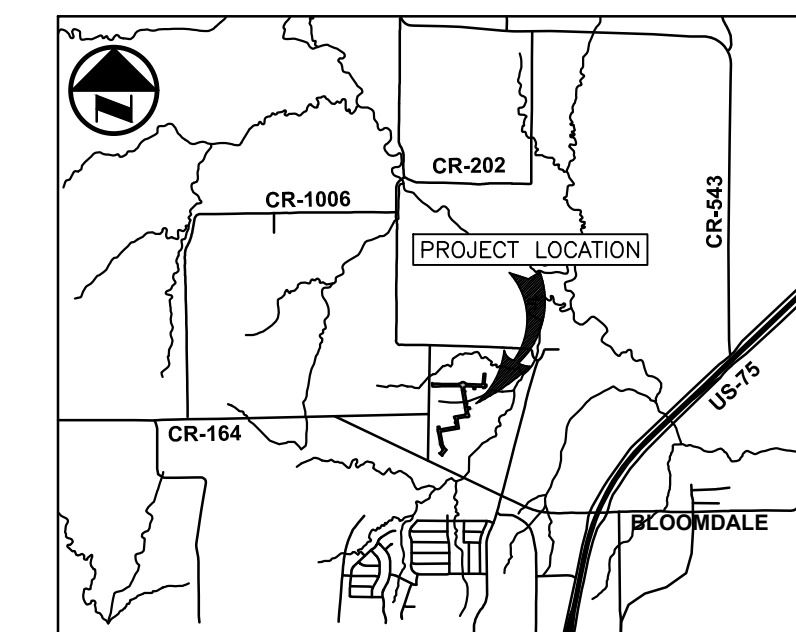 N
CR-202
CR-1006
CR-543
PROJECT LOCATION
US-75
CR-164
BLOOMDALE